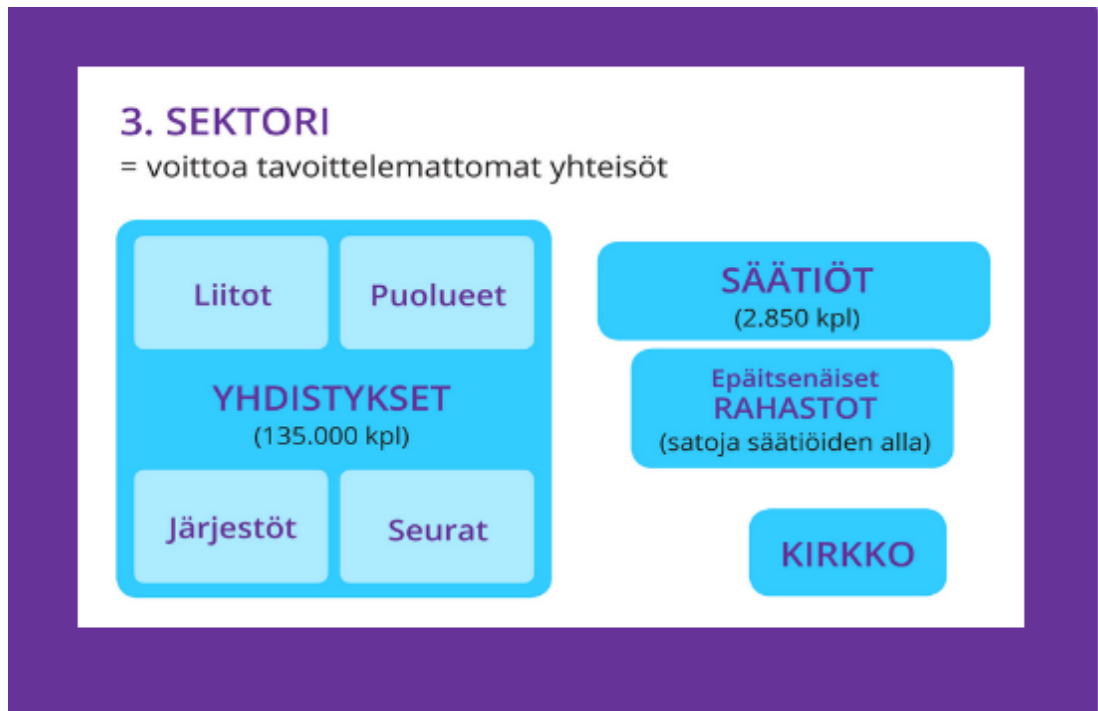 3. SEKTORI
= voittoa tavoittelemattomat yhteisöt
Liitot
Puolueet
YHDISTYKSET
(135.000 kpl)
Järjestöt
Seurat
SÄÄTIÖT
(2.850 kpl)
Epäitsenäiset
RAHASTOT
(satoja säätiöiden alla)
KIRKKO